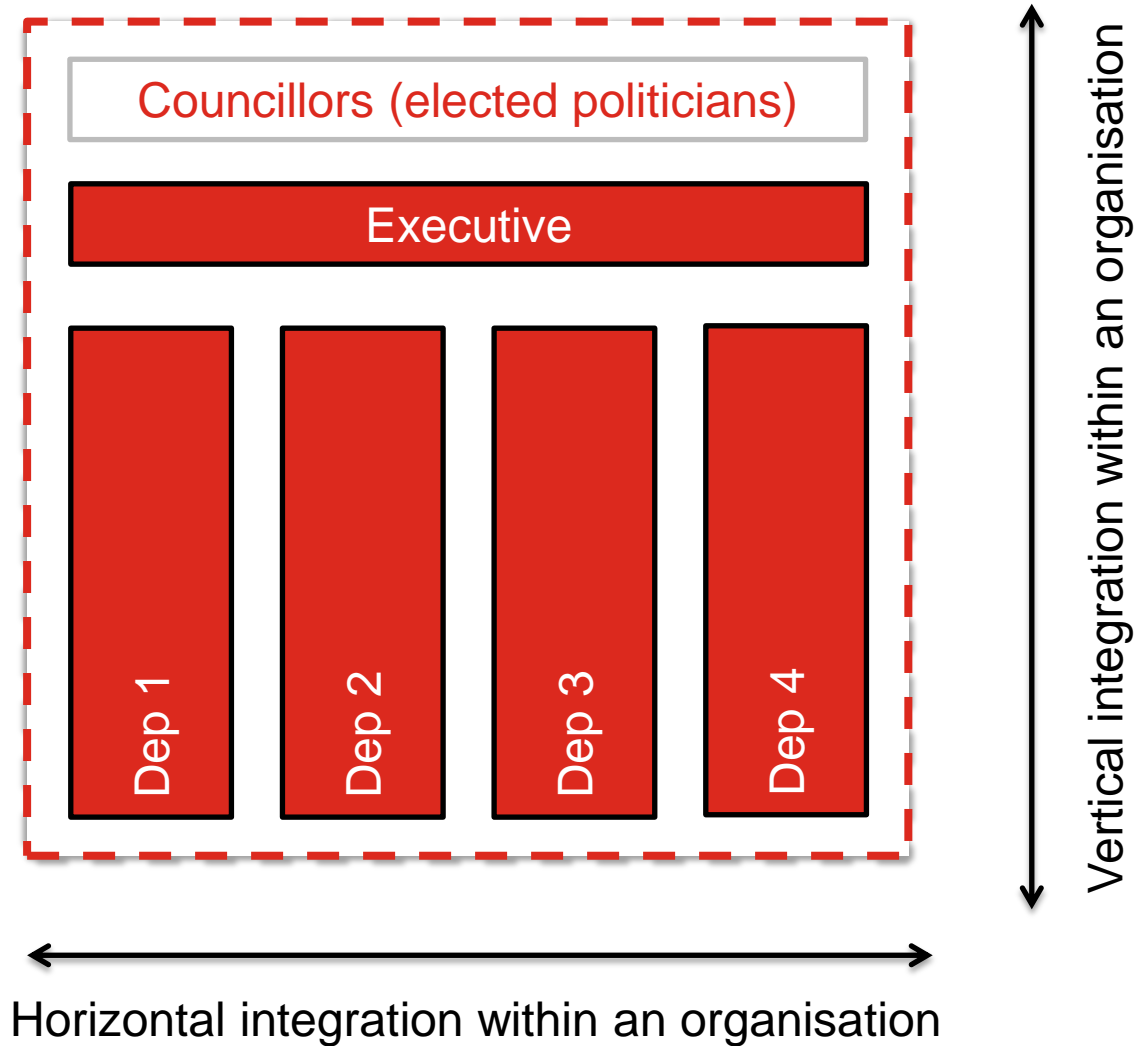 Councillors (elected politicians)
Executive
Dep 1
Dep 2
Dep 3
Dep 4
Vertical integration within an organisation
Horizontal integration within an organisation